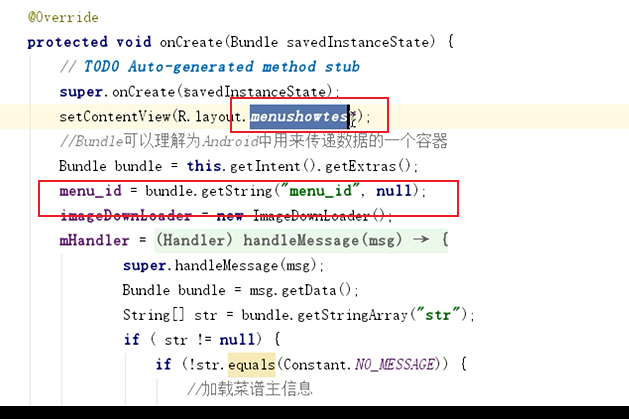 @Override
protected void onCreate(Bundle savedInstanceState) {
// TODO Auto-generated method stub
super.onCreate(savedInstanceState);
setContentView(R.layout.menushowtest);
//Bundle可以理解为Android中用来传递数据的一个容器
Bundle bundle = this.getIntent().getExtras();
menu_id = bundle.getString("menu_id", null);
imageDownLoader = new ImageDownLoader();
mHandler = (Handler) handleMessage(msg) → {
super.handleMessage(msg);
Bundle bundle = msg.getData();
String[] str = bundle.getStringArray("str");
if ( str != null) {
if (!str.equals(Constant.NO_MESSAGE)) {
//加载菜谱主信息